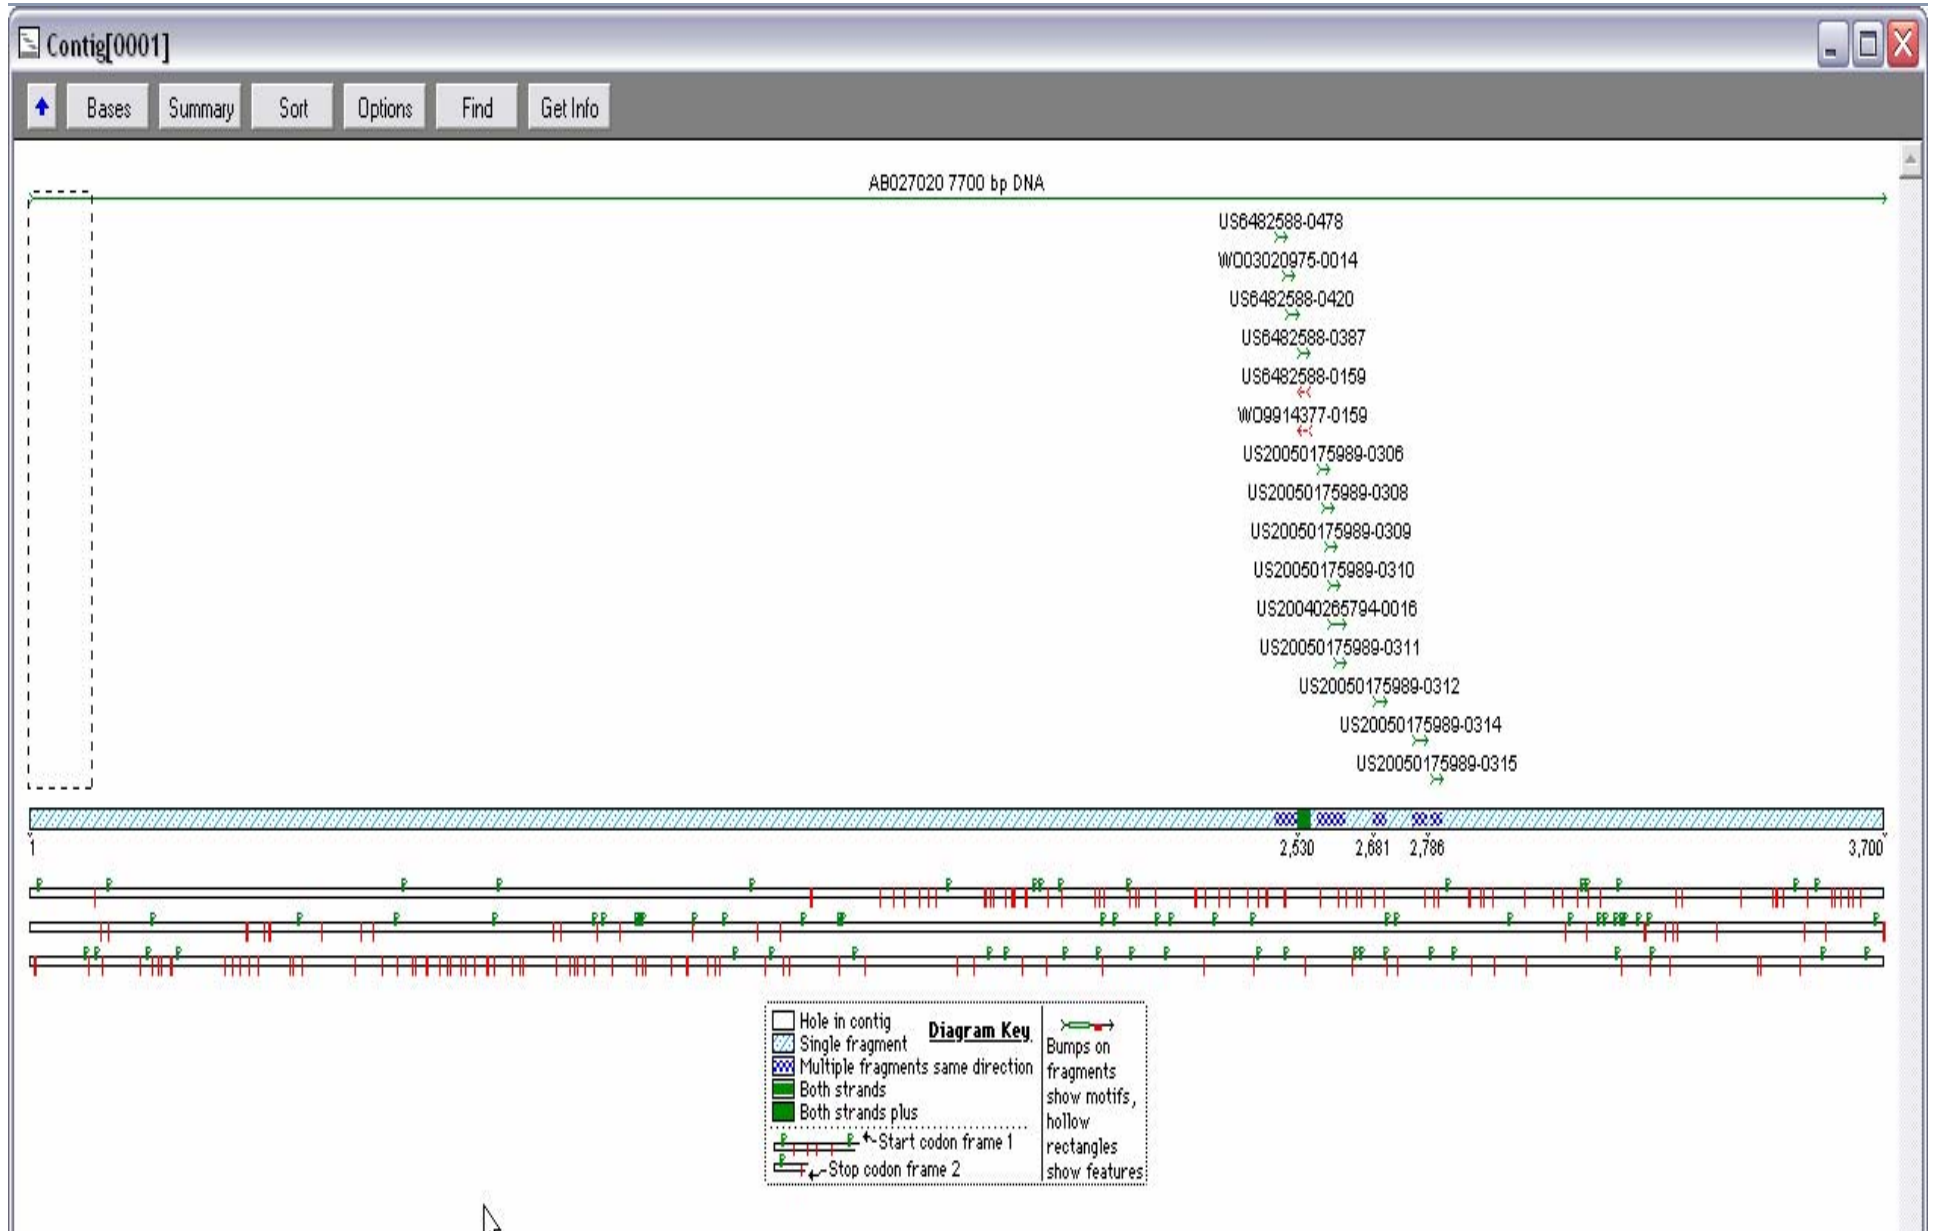 Contig[0001]
Bases Summary Sort Options Find Get Info
AB027020 7700 bp DNA
US6482588-0478
WO03020975-0014
US6482588-0420
US6482588-0387
US6482588-0159
WO9914377-0159
US20050175989-0306
US20050175989-0308
US20050175989-0309
US20050175989-0310
US20040265794-0016
US20050175989-0311
US20050175989-0312
US20050175989-0314
US20050175989-0315
1 2,530 2,681 2,786 3,700
Diagram Key
Hole in contig
Single fragment
Multiple fragments same direction
Both strands
Both strands plus
Start codon frame 1
Stop codon frame 2
Bumps on
fragments
show motifs,
hollow
rectangles
show features